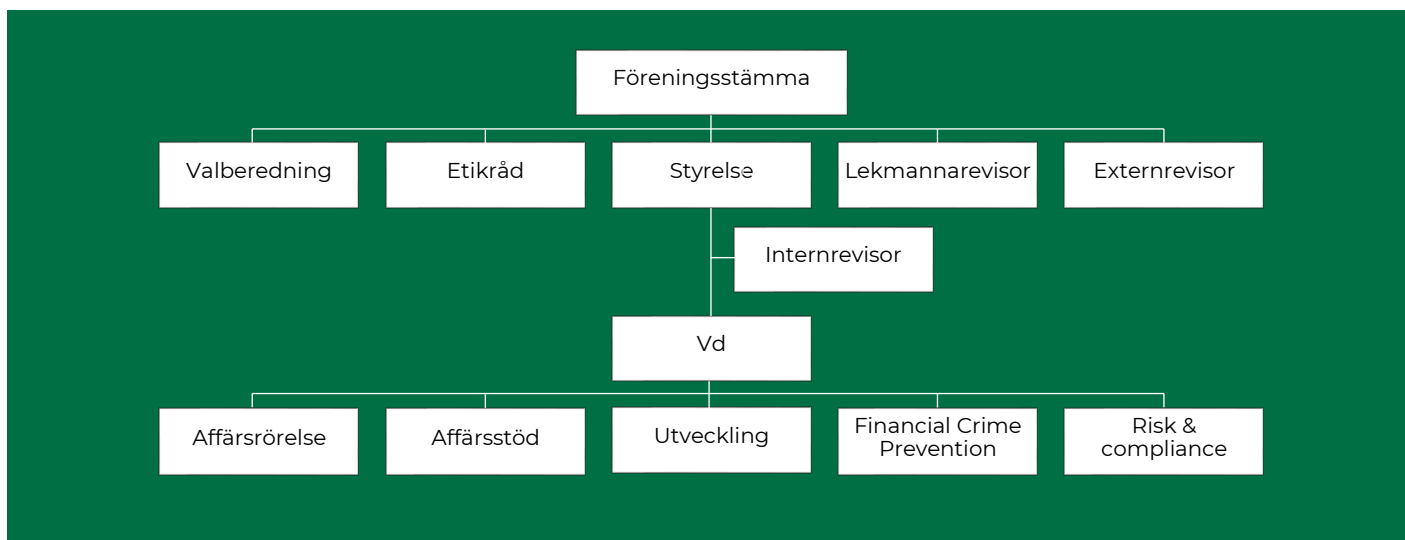 Föreningsstämma
Valberedning
Etikråd
Styrelse
Lekmannarevisor
Externrevisor
Internrevisor
Vd
Affärsrörelse
Affärsstöd
Utveckling
Financial Crime
Prevention
Risk &
compliance